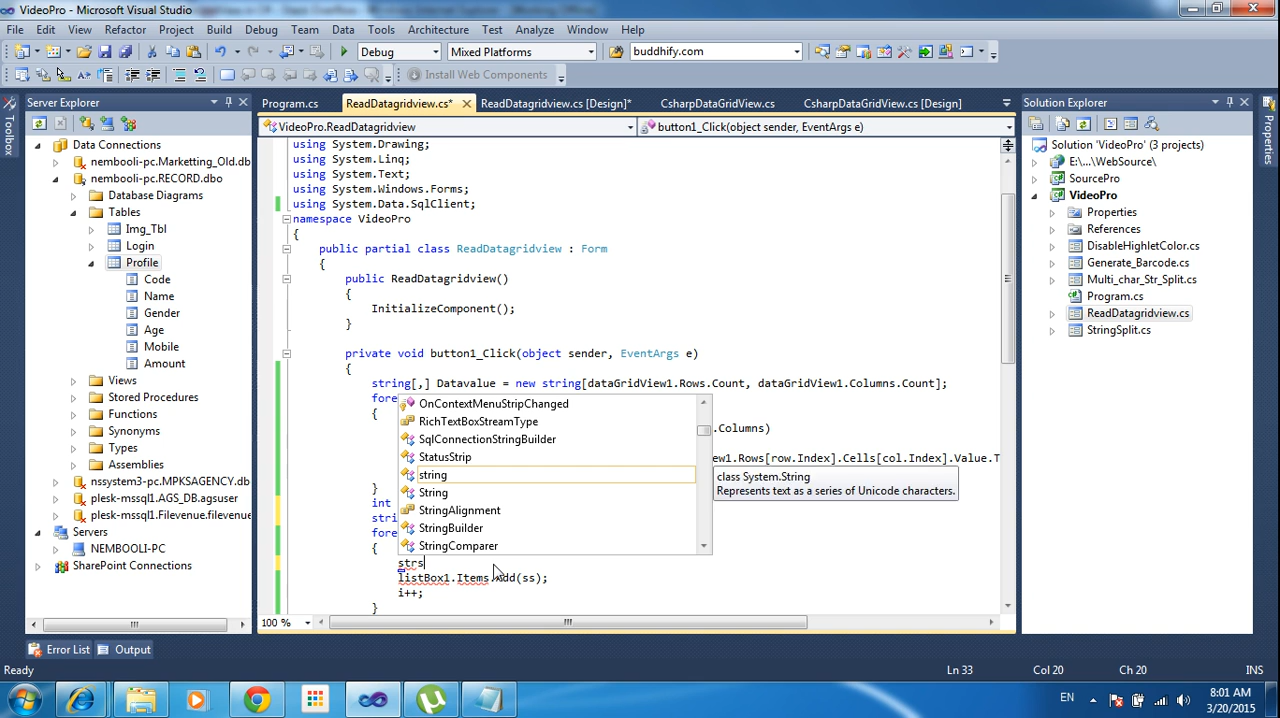 VideoPro - Microsoft Visual Studio
File Edit View Refactor Project Build Debug Team Data Tools Architecture Test Analyze Window Help
Debug Mixed Platforms buddhify.com
Install Web Components
Server Explorer
Program.cs ReadDatagridview.cs* ReadDatagridview.cs [Design]* CsharpDataGridView.cs CsharpDataGridView.cs [Design]
Solution Explorer
Toolbox
Properties
VideoPro.ReadDatagridview button1_Click(object sender, EventArgs e)
Data Connections
nembooli-pc.Marketting_Old.db
nembooli-pc.RECORD.dbo
Database Diagrams
Tables
Img_Tbl
Login
Profile
Code
Name
Gender
Age
Mobile
Amount
Views
Stored Procedures
Functions
Synonyms
Types
Assemblies
nssystem3-pc.MPKSAGENCY.d
plesk-mssql1.AGS_DB.agsuser
plesk-mssql1.Filevenue.filevenue
Servers
NEMBOOLI-PC
SharePoint Connections
using System.Drawing;
using System.Linq;
using System.Text;
using System.Windows.Forms;
using System.Data.SqlClient;
namespace VideoPro
{
public partial class ReadDatagridview : Form
{
public ReadDatagridview()
{
InitializeComponent();
}
private void button1_Click(object sender, EventArgs e)
{
string[,] Datavalue = new string[dataGridView1.Rows.Count, dataGridView1.Columns.Count];
fore
{
.Columns)
ew1.Rows[row.Index].Cells[col.Index].Value.T
}
int
stri
fore
{
strs
listBox1.Items.Add(ss);
i++;
}
OnContextMenuStripChanged
RichTextBoxStreamType
SqlConnectionStringBuilder
StatusStrip
string
String
StringAlignment
StringBuilder
StringComparer
class System.String
Represents text as a series of Unicode characters.
100 %
Solution 'VideoPro' (3 projects)
E:\...\WebSource\
SourcePro
VideoPro
Properties
References
DisableHighletColor.cs
Generate_Barcode.cs
Multi_char_Str_Split.cs
Program.cs
ReadDatagridview.cs
StringSplit.cs
Error List Output
Ready Ln 33 Col 20 Ch 20 INS
EN
8:01 AM
3/20/2015